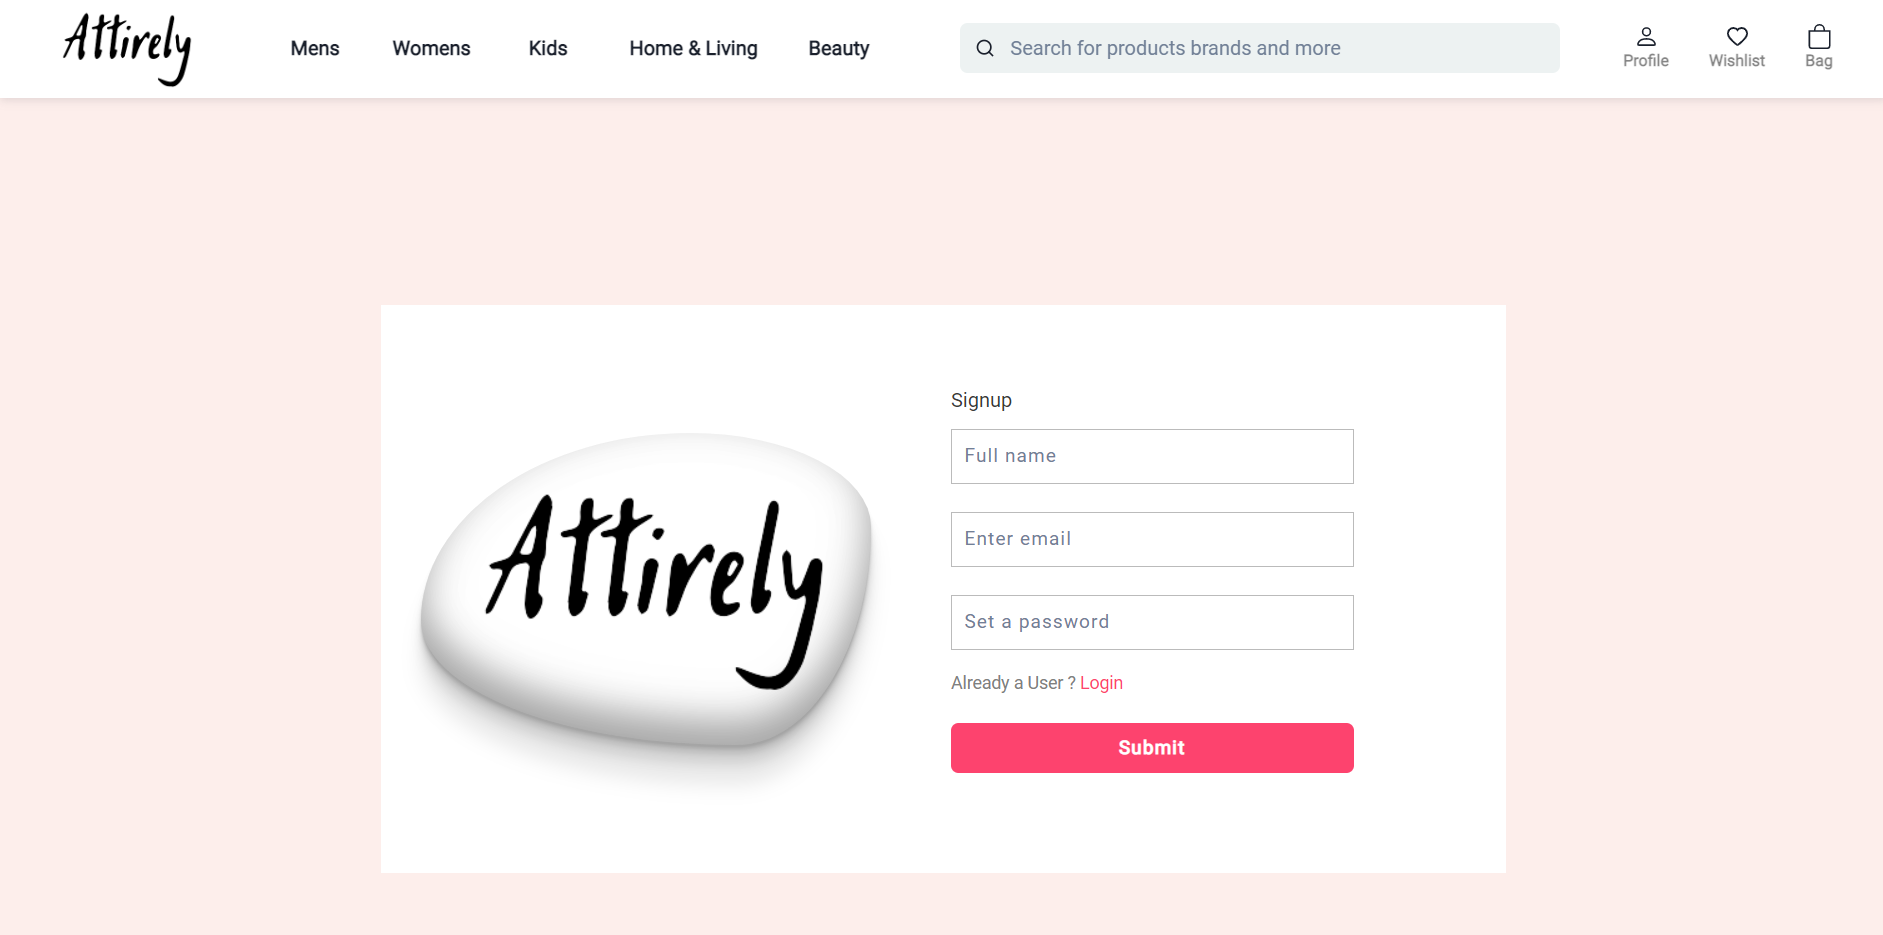 Attirely
Mens Womens Kids Home & Living Beauty
Search for products brands and more
Profile Wishlist Bag
Attirely
Signup
Full name
Enter email
Set a password
Already a User ? Login
Submit